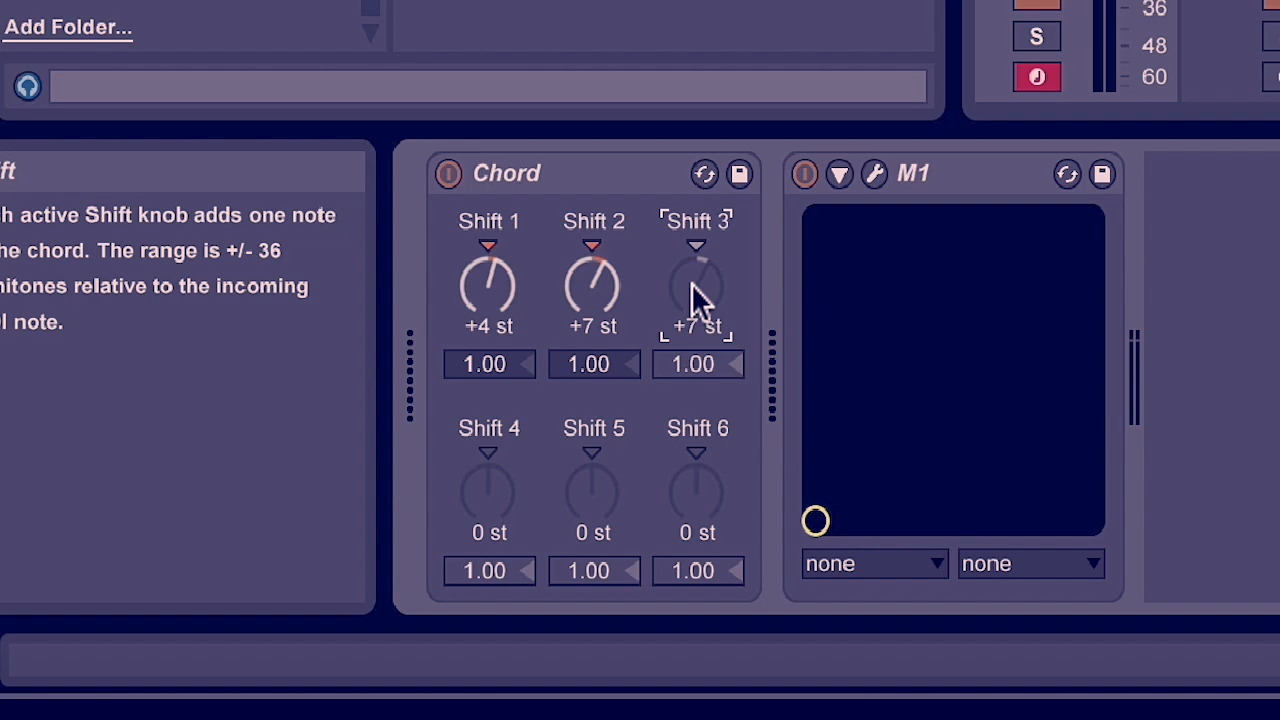 Add Folder...
S
36
48
60
ft
h active Shift knob adds one note
he chord. The range is +/- 36
nitones relative to the incoming
I note.
Chord
M1
Shift 1 Shift 2 Shift 3
+4 st +7 st +7 st
1.00 1.00 1.00
Shift 4 Shift 5 Shift 6
0 st 0 st 0 st
1.00 1.00 1.00
none none